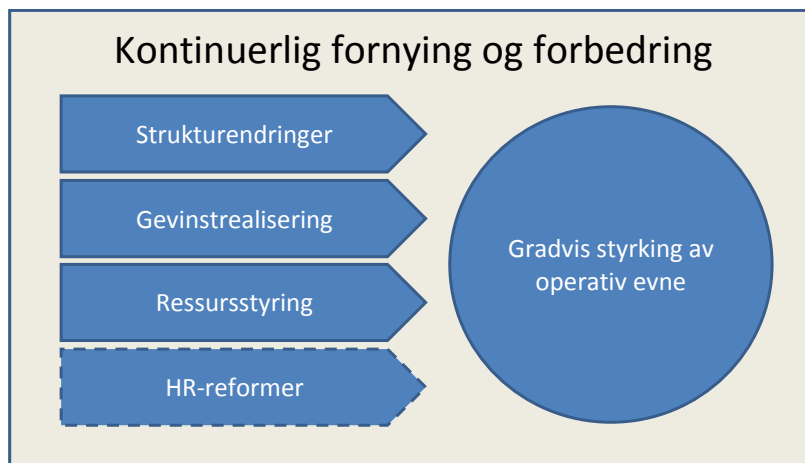 Kontinuerlig fornying og forbedring
Strukturendringer
Gevinstrealisering
Ressursstyring
HR-reformer
Gradvis styrking av
operativ evne